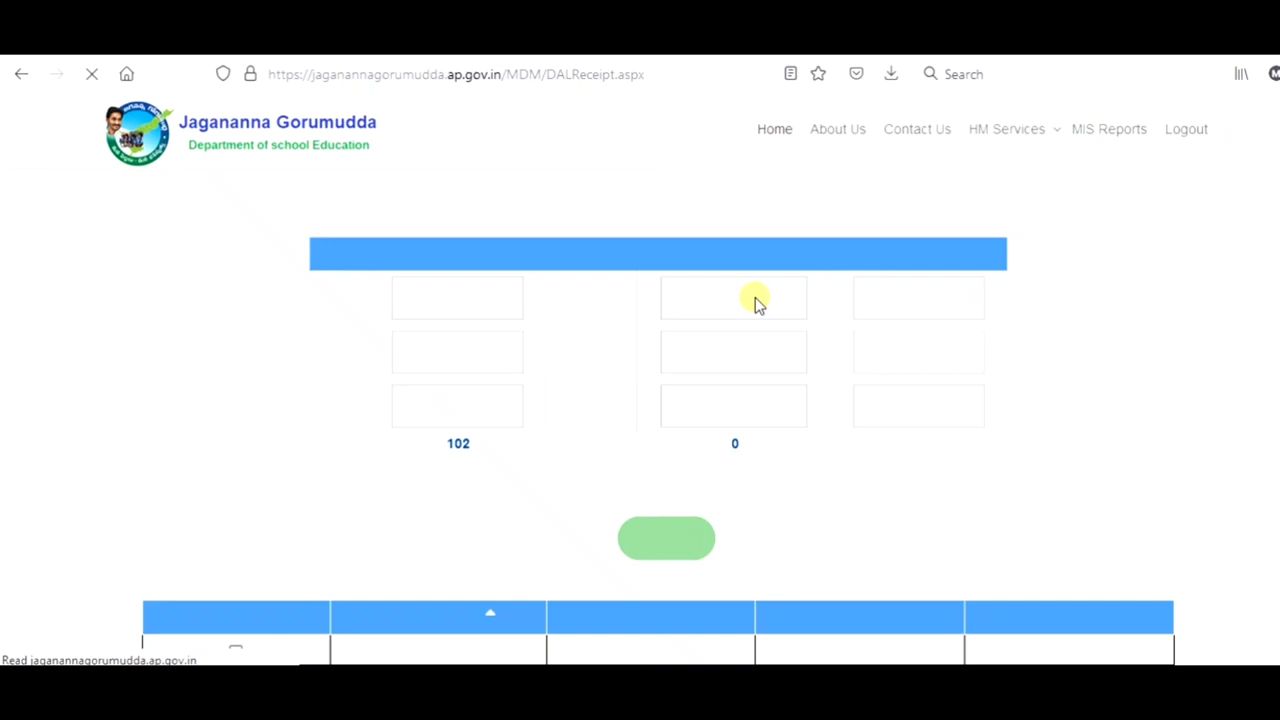 https://jaganannagorumudda.ap.gov.in/MDM/DALReceipt.aspx
Search
Jagananna Gorumudda
Department of school Education
Home About Us Contact Us HM Services MIS Reports Logout
102 0
Read jaganannagorumudda.ap.gov.in